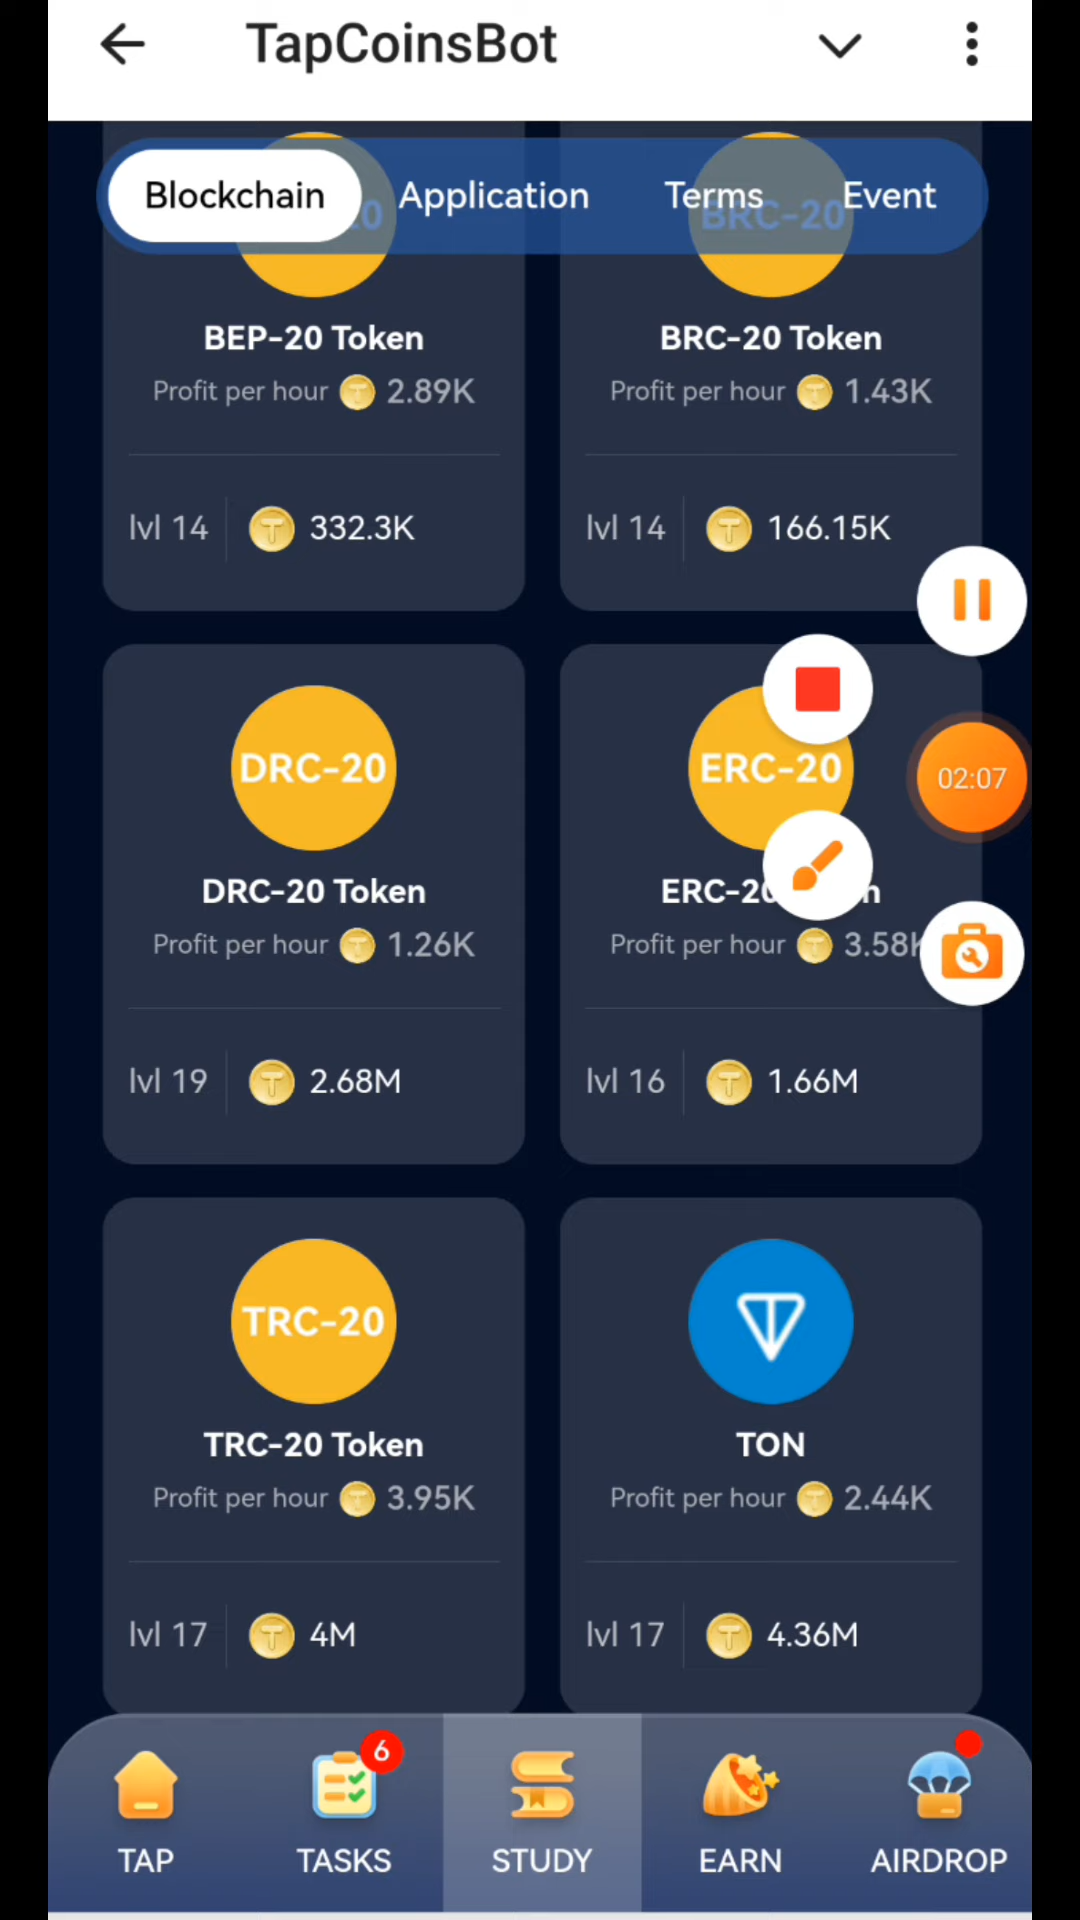 TapCoinsBot
Blockchain Application Terms Event
BRC-20
BEP-20 Token BRC-20 Token
Profit per hour 2.89K Profit per hour 1.43K
lvl 14 332.3K lvl 14 166.15K
DRC-20 ERC-20
02:07
DRC-20 Token
Profit per hour 1.26K Profit per hour 3.58K
lvl 19 2.68M lvl 16 1.66M
TRC-20
TRC-20 Token TON
Profit per hour 3.95K Profit per hour 2.44K
lvl 17 4M lvl 17 4.36M
6
TAP TASKS STUDY EARN AIRDROP